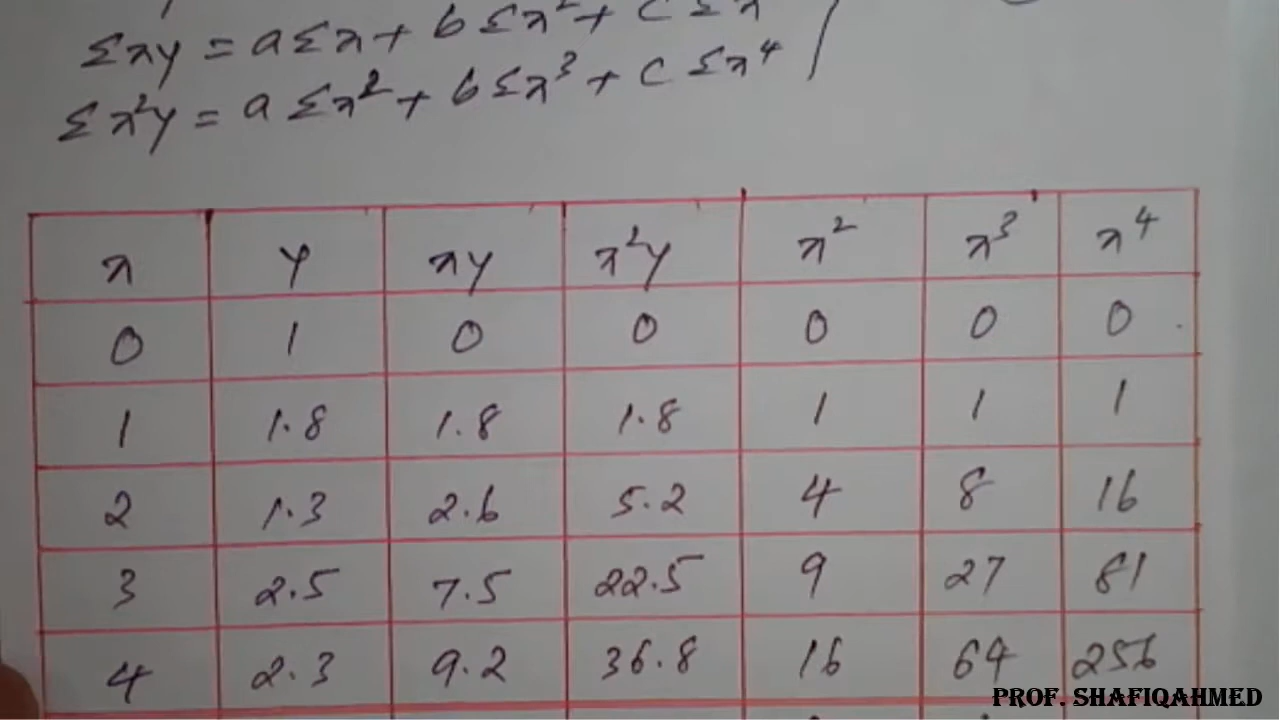 Σxy = aΣx + bΣx² + cΣx
Σx²y = aΣx² + bΣx³ + cΣx⁴
x y xy x²y x² x³ x⁴
0 1 0 0 0 0 0
1 1.8 1.8 1.8 1 1 1
2 1.3 2.6 5.2 4 8 16
3 2.5 7.5 22.5 9 27 81
4 2.3 9.2 36.8 16 64 256
PROF. SHAFIQAHMED